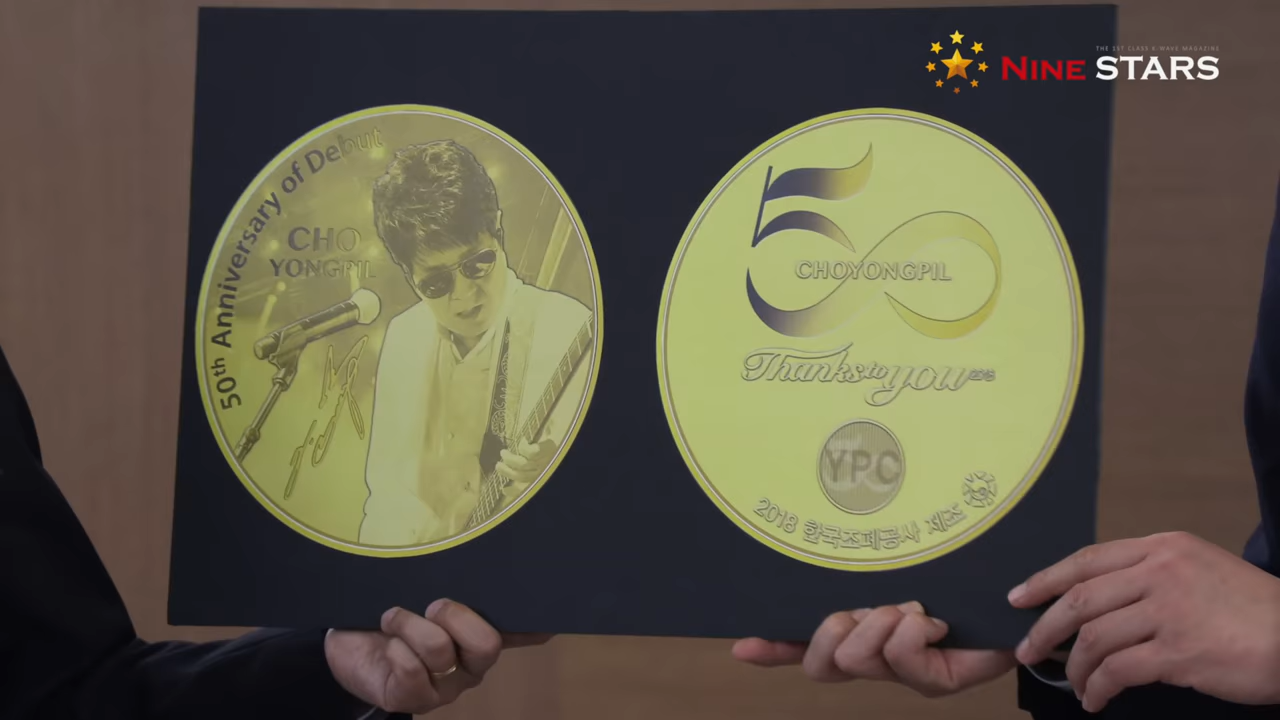 THE 1ST CLASS K-WAVE MAGAZINE
NINE STARS
50th Anniversary of Debut
CHO
YONGPIL
50
CHOYONGPIL
Thanks to you
YPC
2018 한국조폐공사 제조